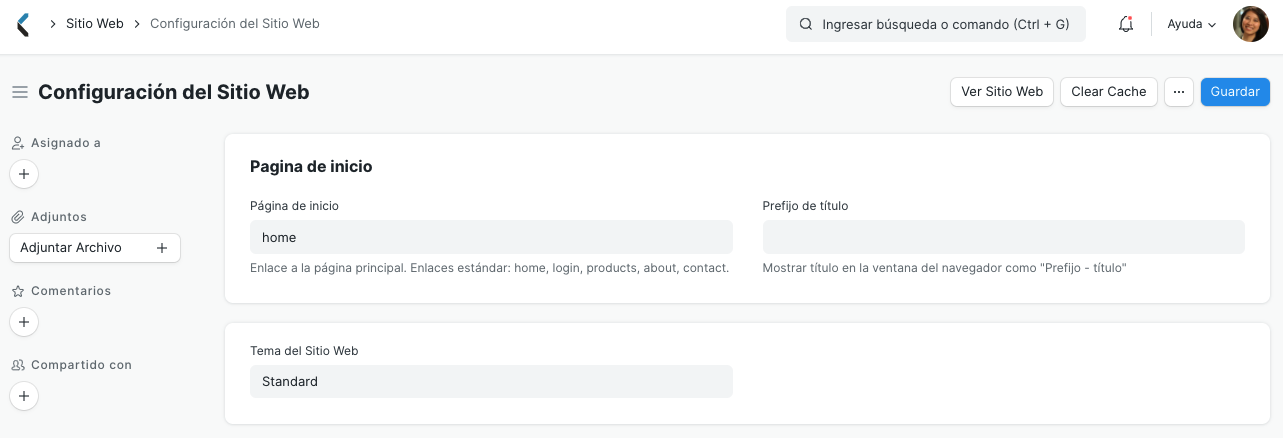 Sitio Web Configuración del Sitio Web
Ingresar búsqueda o comando (Ctrl + G)
Ayuda
Configuración del Sitio Web
Ver Sitio Web
Clear Cache
···
Guardar
Asignado a
+
Adjuntos
Adjuntar Archivo +
Comentarios
+
Compartido con
+
Pagina de inicio
Página de inicio
home
Enlace a la página principal. Enlaces estándar: home, login, products, about, contact.
Prefijo de título
Mostrar título en la ventana del navegador como "Prefijo - título"
Tema del Sitio Web
Standard